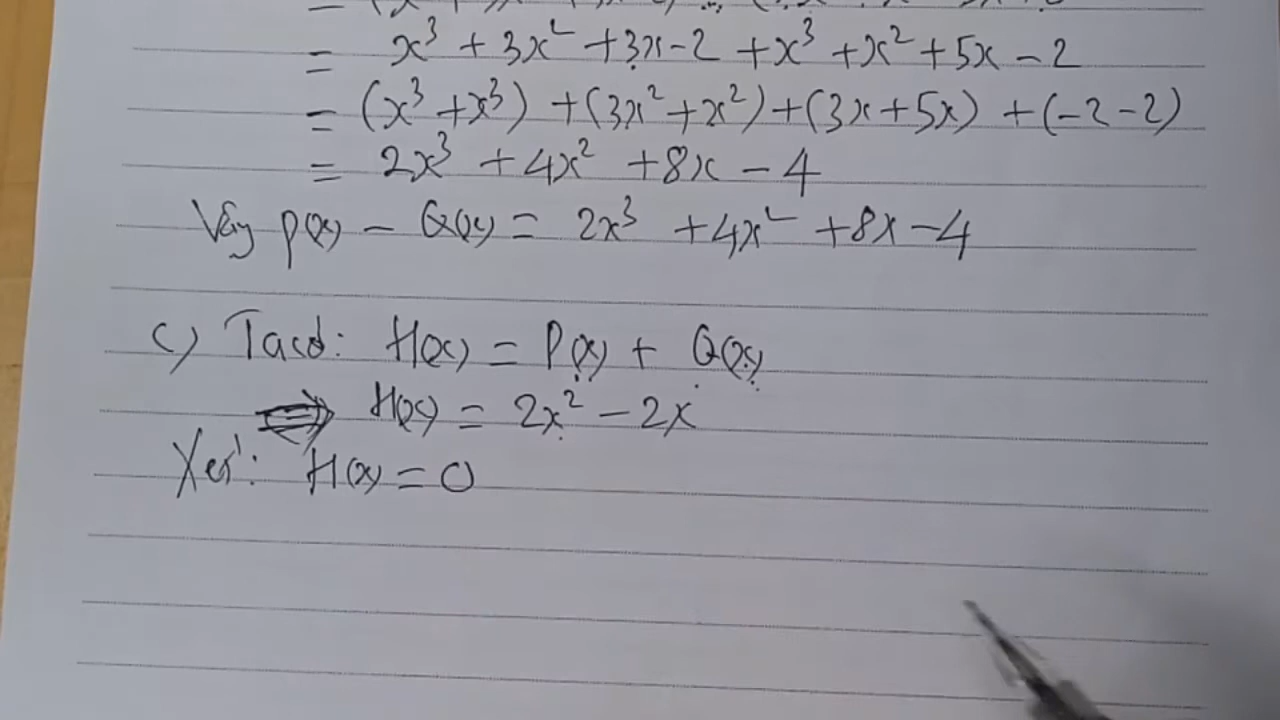 = x³ + 3x² + 3x - 2 + x³ + x² + 5x - 2
= (x³ + x³) + (3x² + x²) + (3x + 5x) + (-2 - 2)
= 2x³ + 4x² + 8x - 4
Vậy P(x) - Q(x) = 2x³ + 4x² + 8x - 4
c) Ta có: H(x) = P(x) + Q(x)
⇔ H(x) = 2x² - 2x
Xét: H(x) = 0